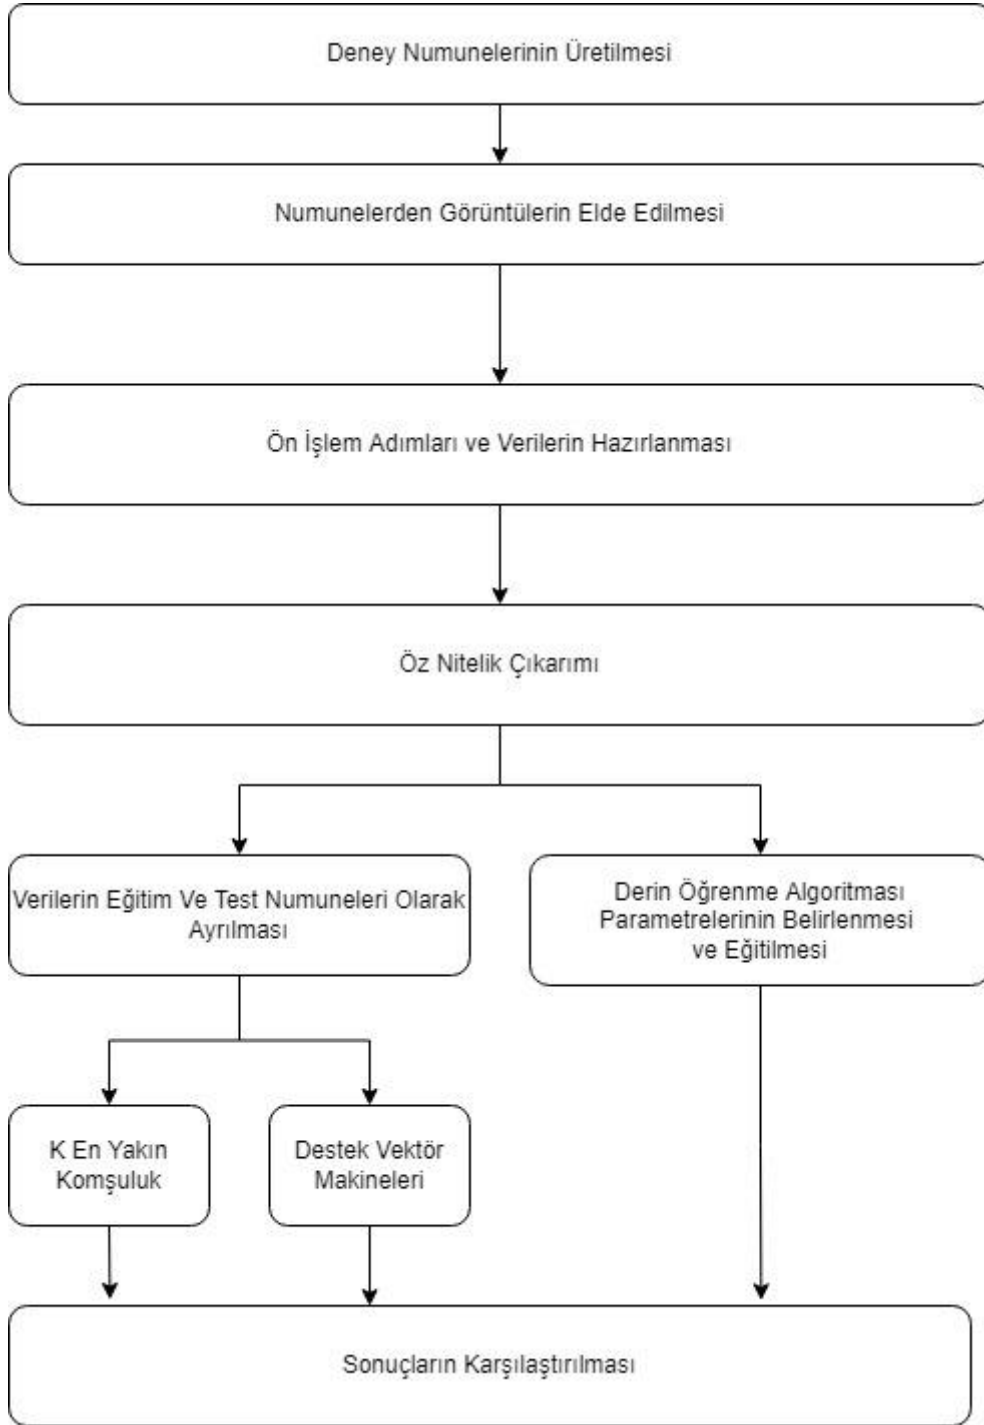 Deney Numunelerinin Üretilmesi
Numunelerden Görüntülerin Elde Edilmesi
Ön İşlem Adımları ve Verilerin Hazırlanması
Öz Nitelik Çıkarımı
Verilerin Eğitim Ve Test Numuneleri Olarak
Ayrılması
Derin Öğrenme Algoritması
Parametrelerinin Belirlenmesi
ve Eğitilmesi
K En Yakın
Komşuluk
Destek Vektör
Makineleri
Sonuçların Karşılaştırılması